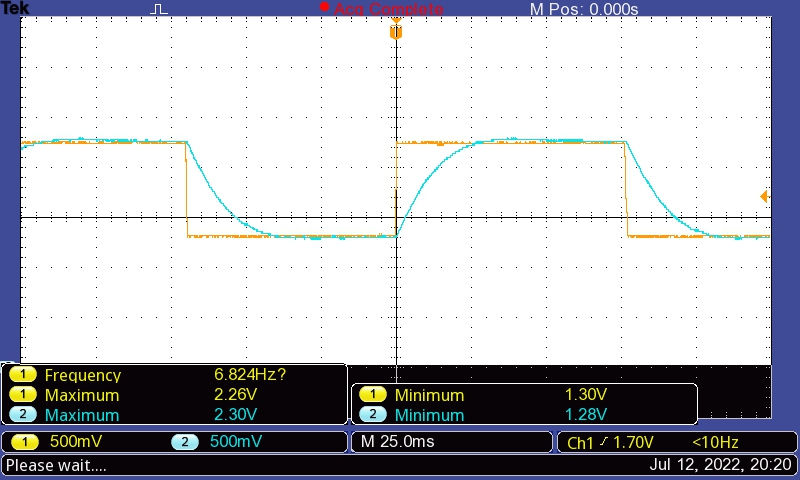 Tek Acq Complete M Pos: 0.000s
1 Frequency 6.824Hz?
1 Maximum 2.26V 1 Minimum 1.30V
2 Maximum 2.30V 2 Minimum 1.28V
1 500mV 2 500mV M 25.0ms Ch1 1.70V <10Hz
Please wait.... Jul 12, 2022, 20:20